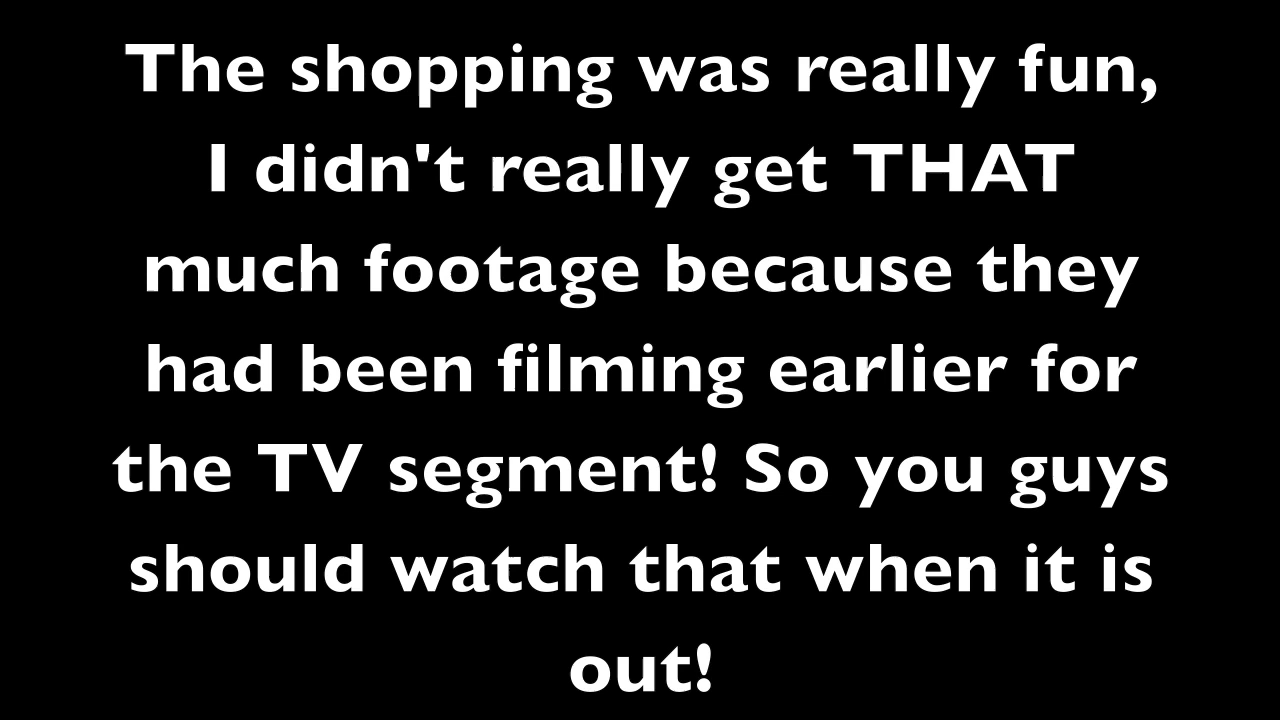 The shopping was really fun,
I didn't really get THAT
much footage because they
had been filming earlier for
the TV segment! So you guys
should watch that when it is
out!